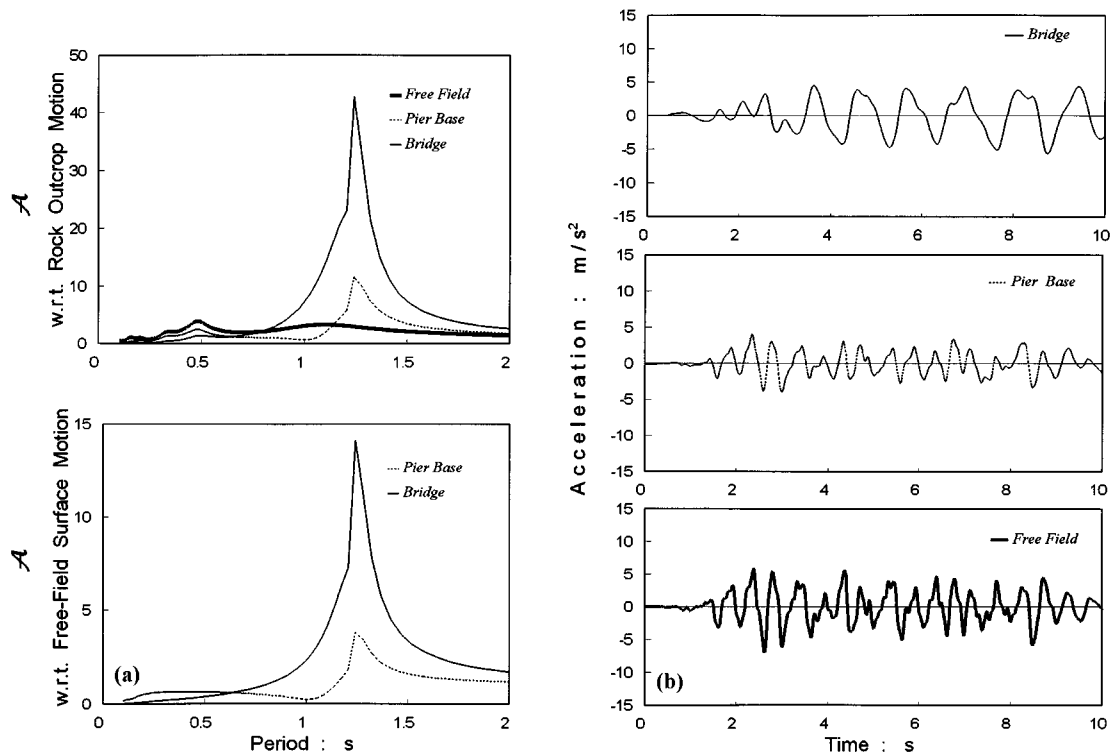 50
40
30
20
10
0
𝒜
w.r.t. Rock Outcrop Motion
Free Field
Pier Base
Bridge
0 0.5 1 1.5 2
15
10
5
0
𝒜
w.r.t. Free-Field Surface Motion
Pier Base
Bridge
(a)
0 0.5 1 1.5 2
Period : s
Acceleration : m/s²
15
10
5
0
-5
-10
-15
Bridge
0 2 4 6 8 10
15
10
5
0
-5
-10
-15
Pier Base
0 2 4 6 8 10
15
10
5
0
-5
-10
-15
Free Field
(b)
0 2 4 6 8 10
Time : s